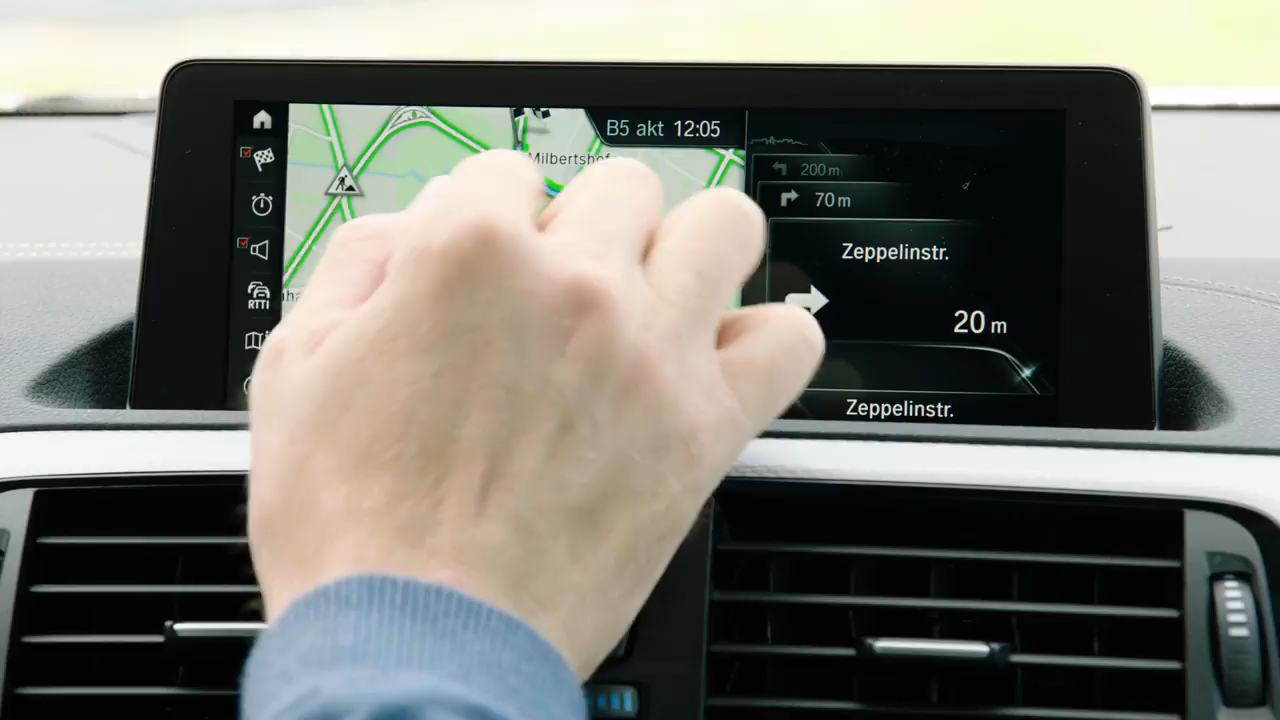 B5 akt 12:05
Milbertshof
200 m
70 m
Zeppelinstr.
RTTI
20 m
Zeppelinstr.